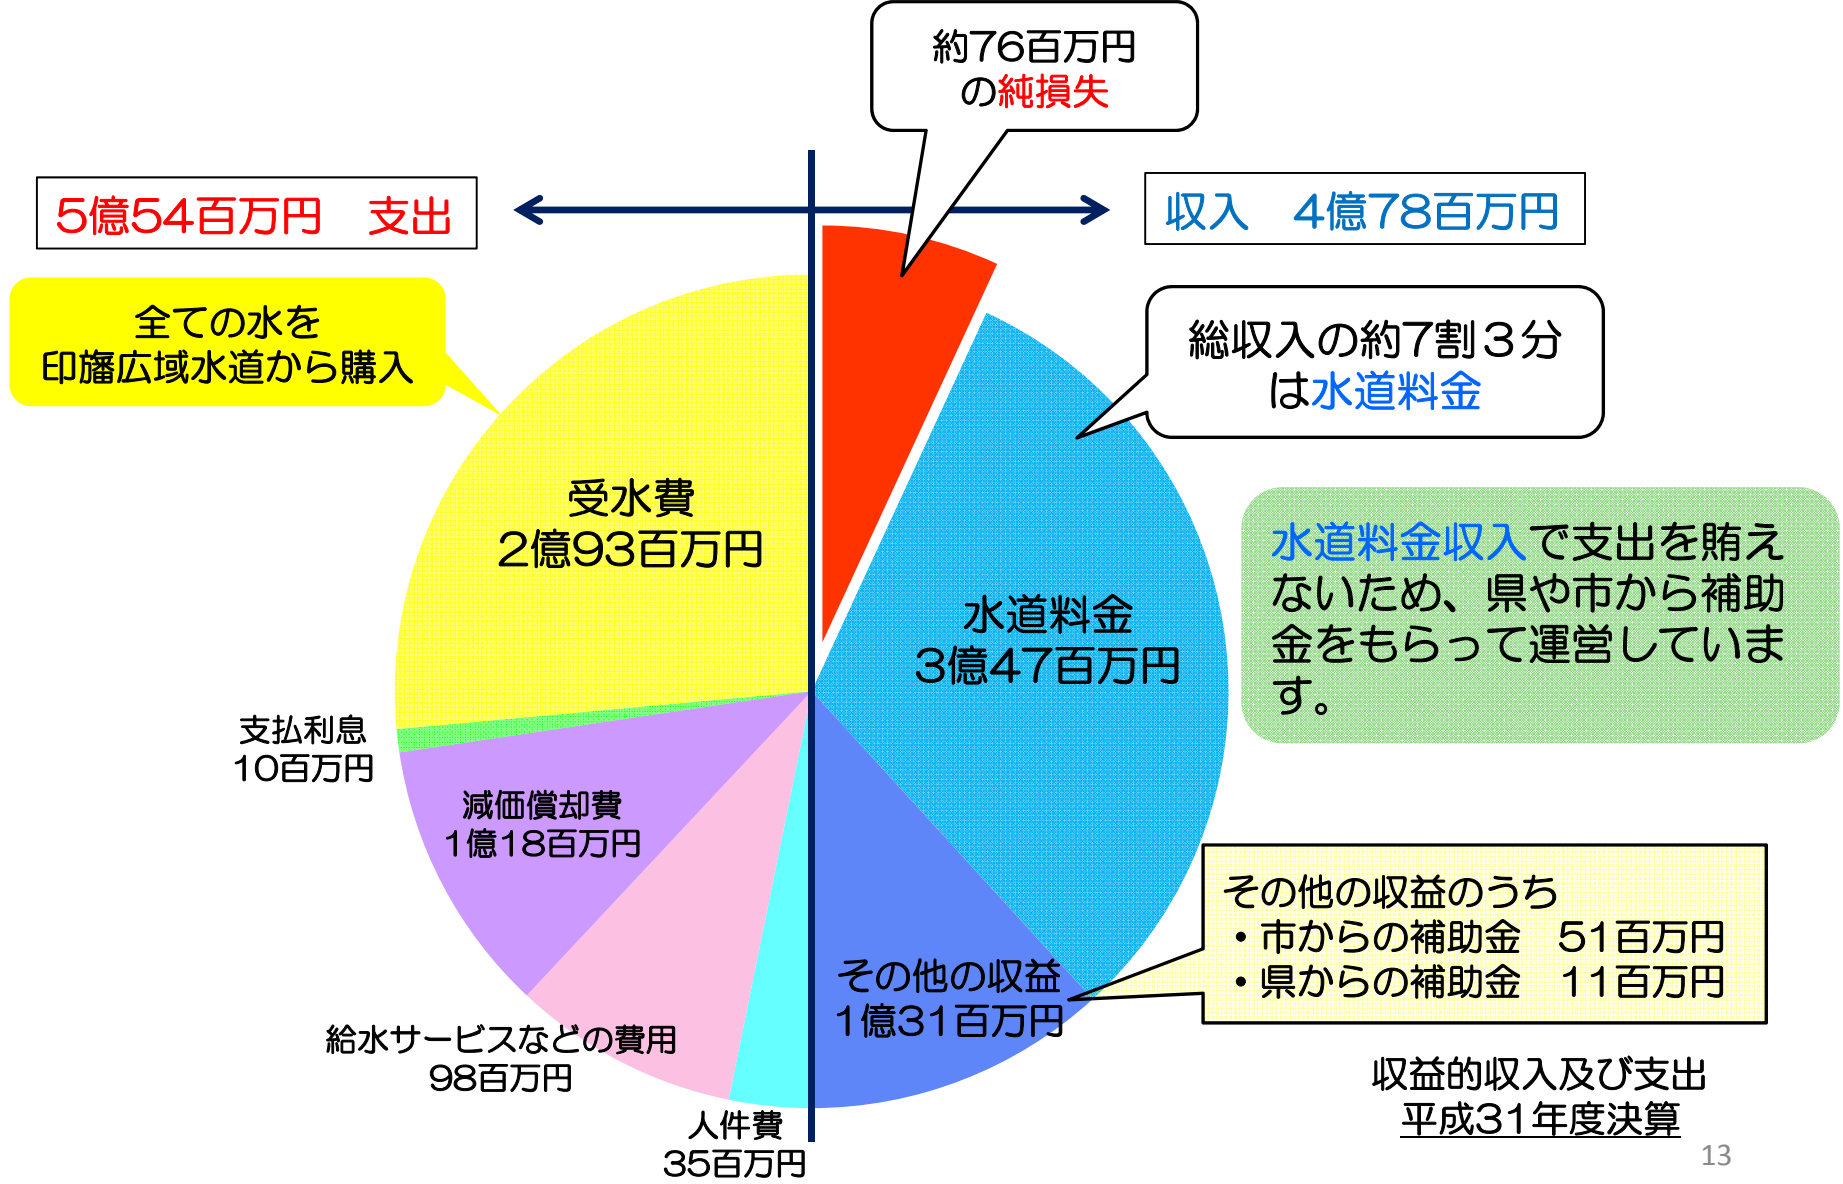 約76百万円
の純損失
5億54百万円　支出
収入　4億78百万円
全ての水を
印旛広域水道から購入
総収入の約7割３分
は水道料金
受水費
2億93百万円
水道料金収入で支出を賄え
ないため、県や市から補助
金をもらって運営していま
す。
水道料金
3億47百万円
支払利息
10百万円
減価償却費
1億18百万円
その他の収益のうち
・市からの補助金　51百万円
・県からの補助金　11百万円
その他の収益
1億31百万円
給水サービスなどの費用
98百万円
人件費
35百万円
収益的収入及び支出
平成31年度決算
13